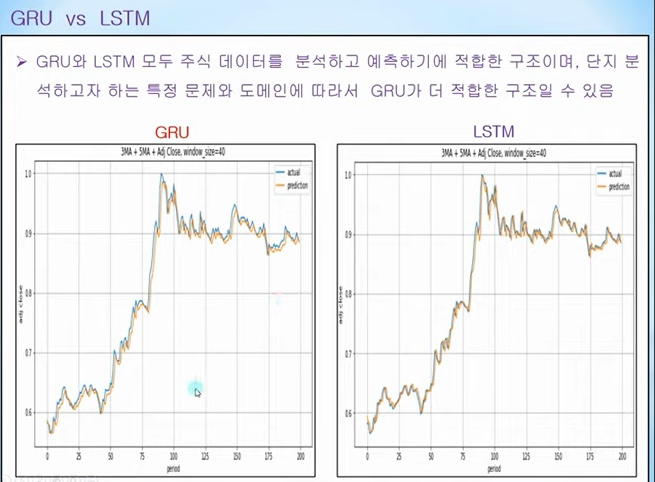 GRU vs LSTM
➢ GRU와 LSTM 모두 주식 데이터를 분석하고 예측하기에 적합한 구조이며, 단지 분
석하고자 하는 특정 문제와 도메인에 따라서 GRU가 더 적합한 구조일 수 있음
GRU
3MA + 5MA + Adj Close, window_size=40
actual
prediction
1.0
0.9
0.8
0.7
0.6
adj close
0 25 50 75 100 125 150 175 200
period
LSTM
3MA + 5MA + Adj Close, window_size=40
actual
prediction
1.0
0.9
0.8
0.7
0.6
adj close
0 25 50 75 100 125 150 175 200
period